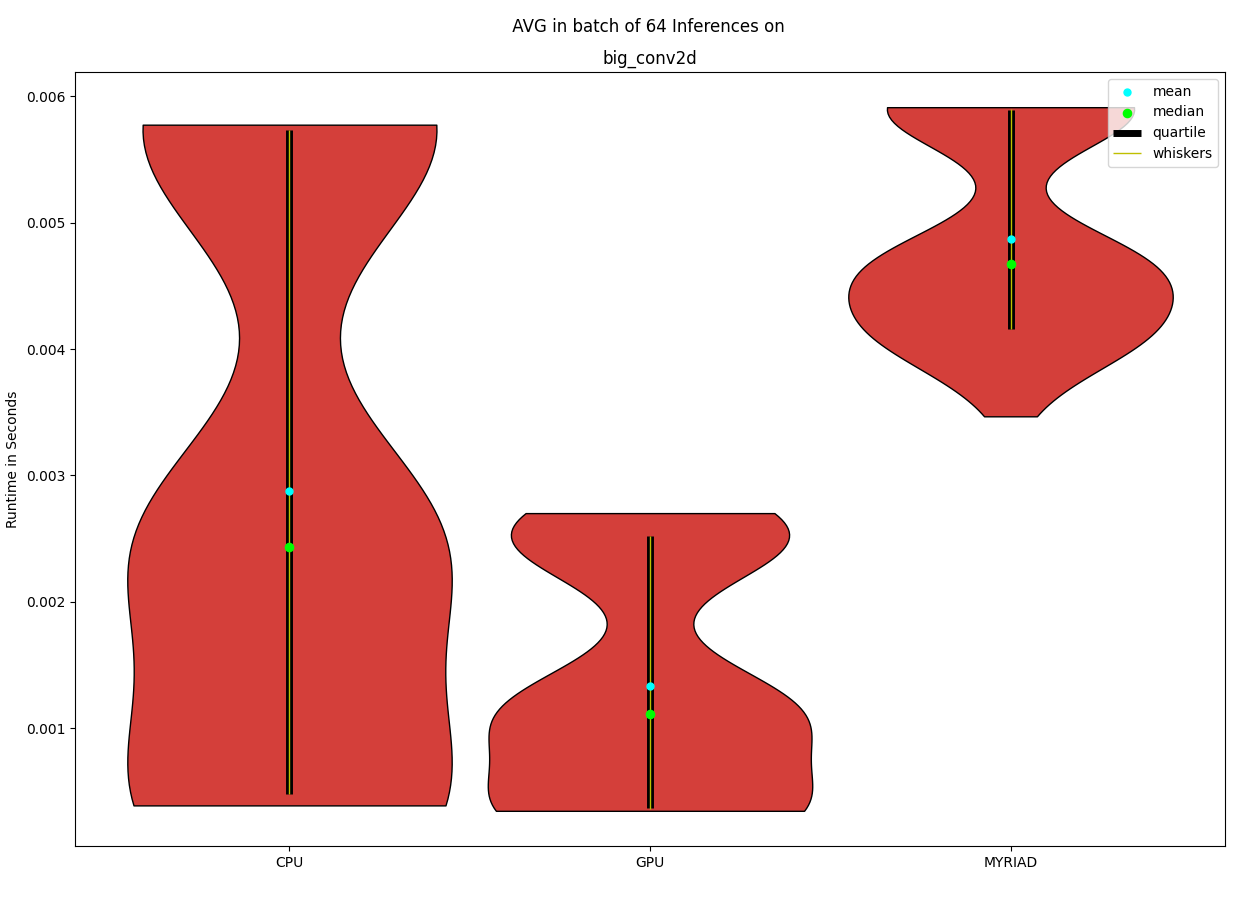 AVG in batch of 64 Inferences on
big_conv2d
0.006
0.005
0.004
0.003
0.002
0.001
Runtime in Seconds
mean
median
quartile
whiskers
CPU
GPU
MYRIAD